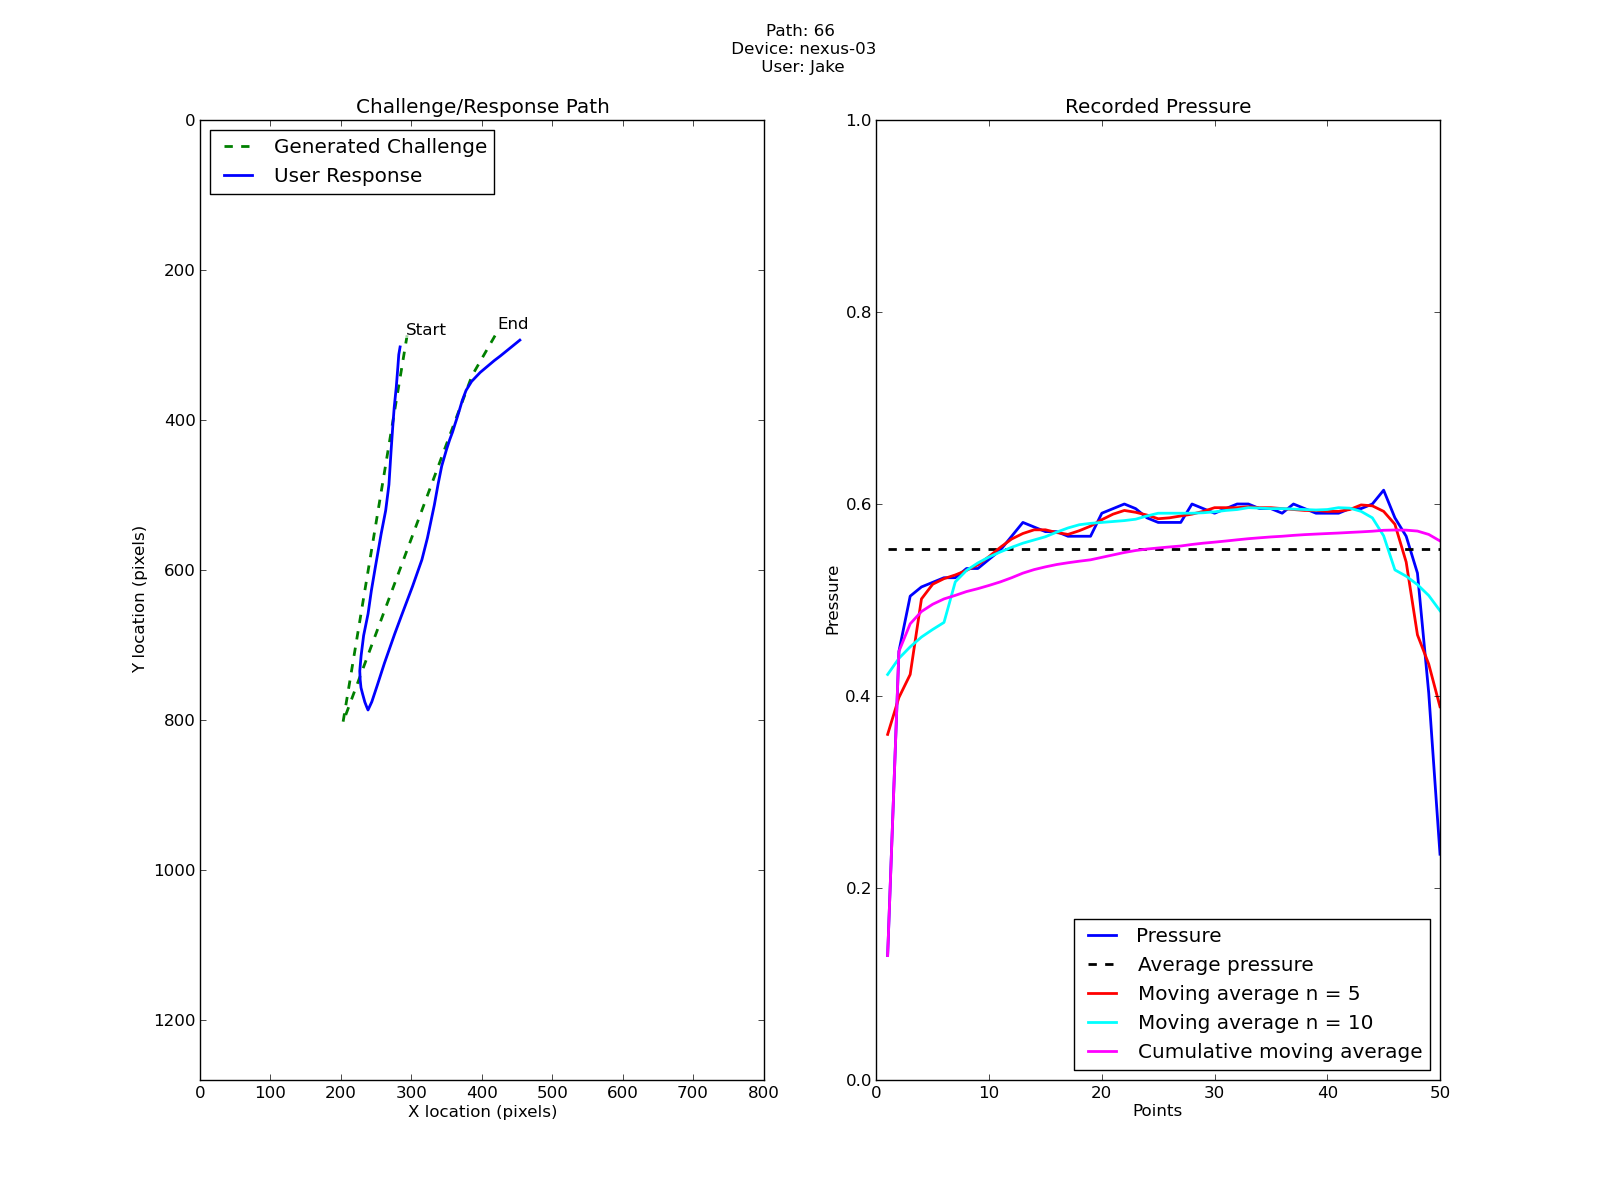 Path: 66
Device: nexus-03
User: Jake
Challenge/Response Path
Generated Challenge
User Response
Start
End
0
200
400
600
800
1000
1200
Y location (pixels)
0 100 200 300 400 500 600 700 800
X location (pixels)
Recorded Pressure
1.0
0.8
0.6
0.4
0.2
0.0
Pressure
Pressure
Average pressure
Moving average n = 5
Moving average n = 10
Cumulative moving average
0 10 20 30 40 50
Points